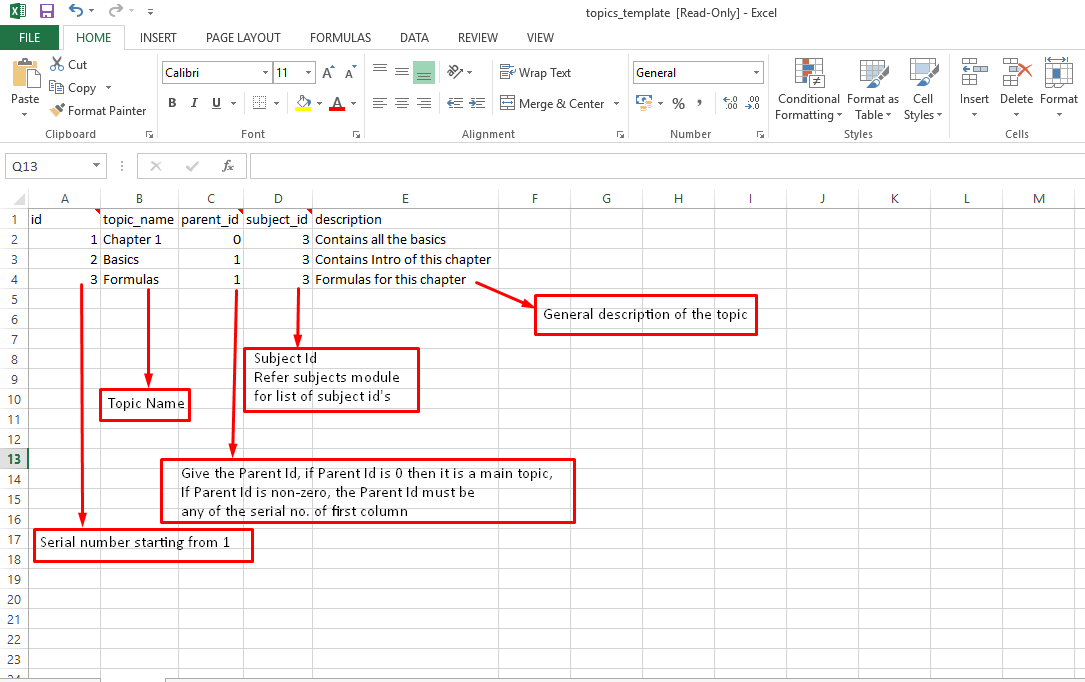 topics_template [Read-Only] - Excel
FILE HOME INSERT PAGE LAYOUT FORMULAS DATA REVIEW VIEW
Paste
Cut
Copy
Format Painter
Clipboard
Calibri 11
B I U
Font
Wrap Text
Merge & Center
Alignment
General
% ,
Number
Conditional Formatting
Format as Table
Cell Styles
Styles
Insert Delete Format
Cells
Q13 fx
A B C D E F G H I J K L M
1 id topic_name parent_id subject_id description
2 1 Chapter 1 0 3 Contains all the basics
3 2 Basics 1 3 Contains Intro of this chapter
4 3 Formulas 1 3 Formulas for this chapter
5
6
7
8
9
10
11
12
13
14
15
16
17
18
19
20
21
22
23
24
General description of the topic
Subject Id
Refer subjects module
for list of subject id's
Topic Name
Give the Parent Id, if Parent Id is 0 then it is a main topic,
If Parent Id is non-zero, the Parent Id must be
any of the serial no. of first column
Serial number starting from 1